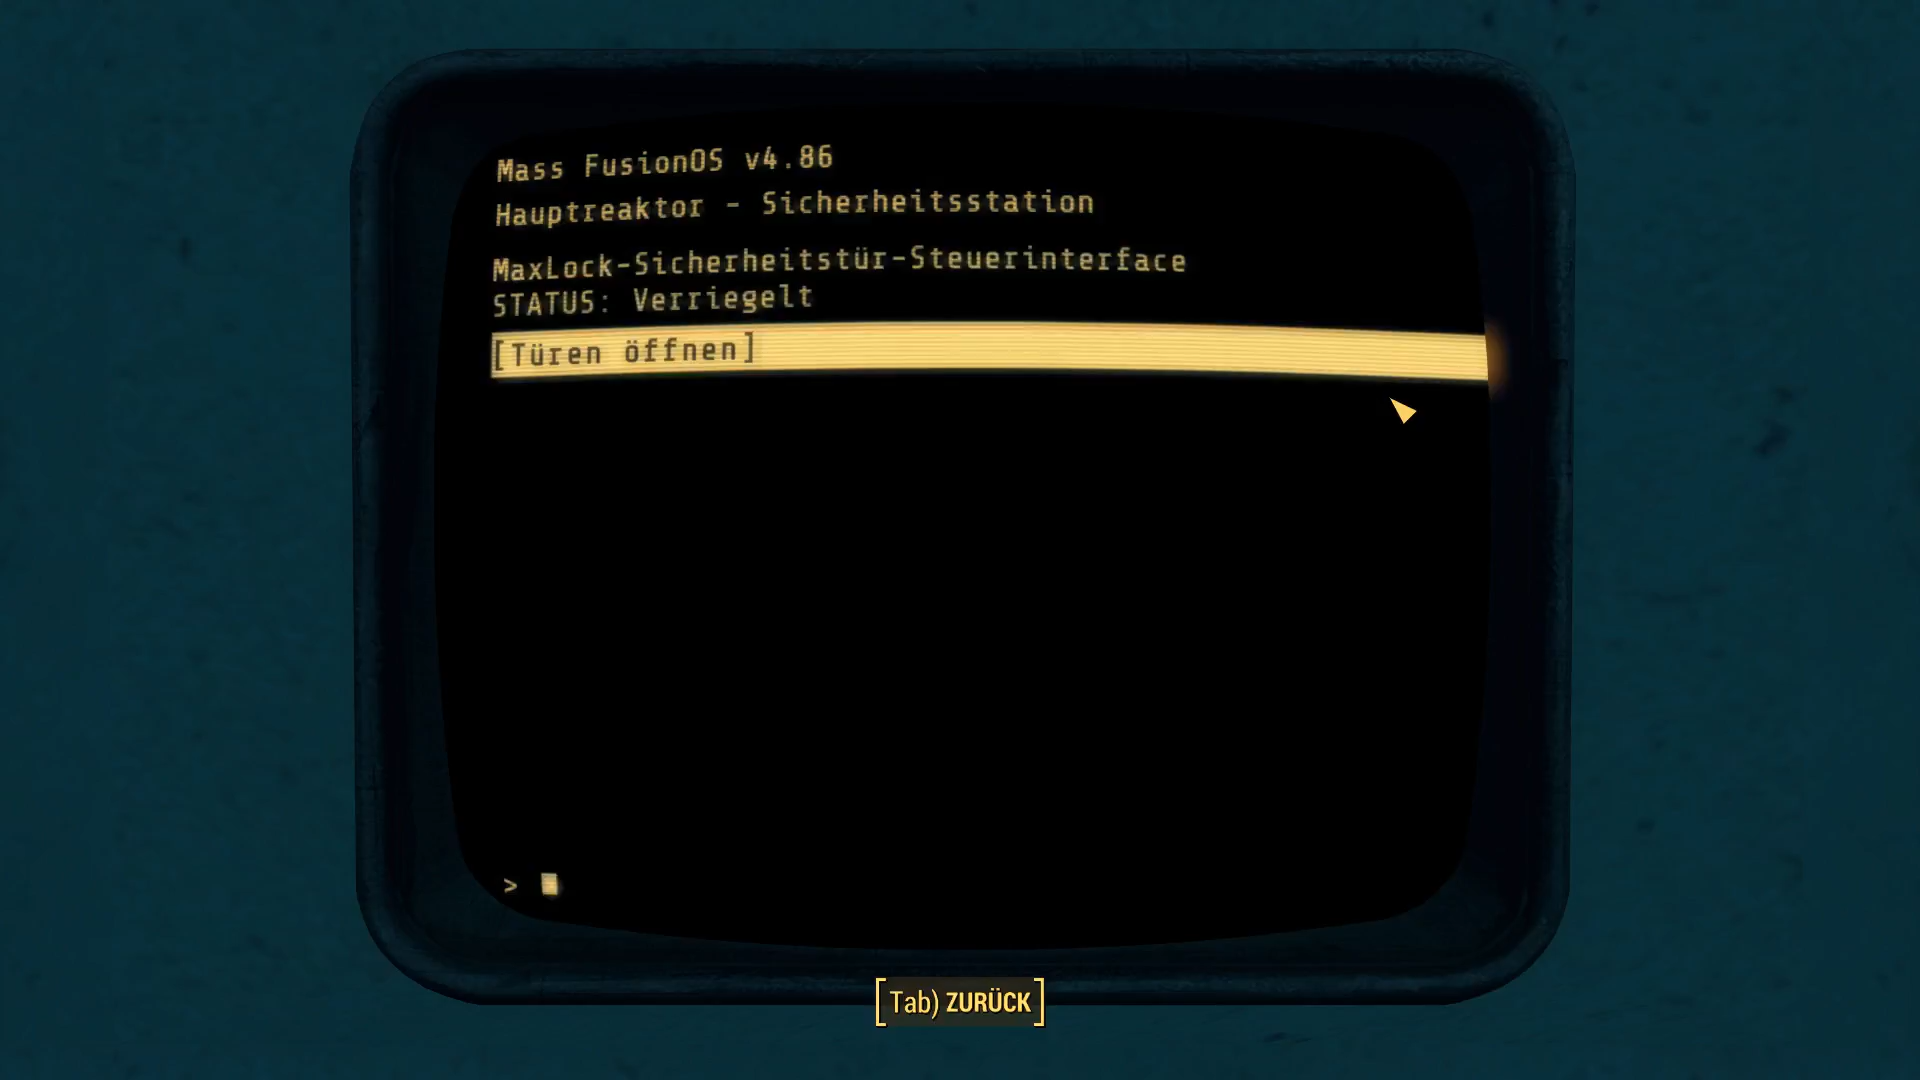 Mass FusionOS v4.86
Hauptreaktor - Sicherheitsstation
MaxLock-Sicherheitstür-Steuerinterface
STATUS: Verriegelt
[Türen öffnen]
>
[Tab) ZURÜCK]